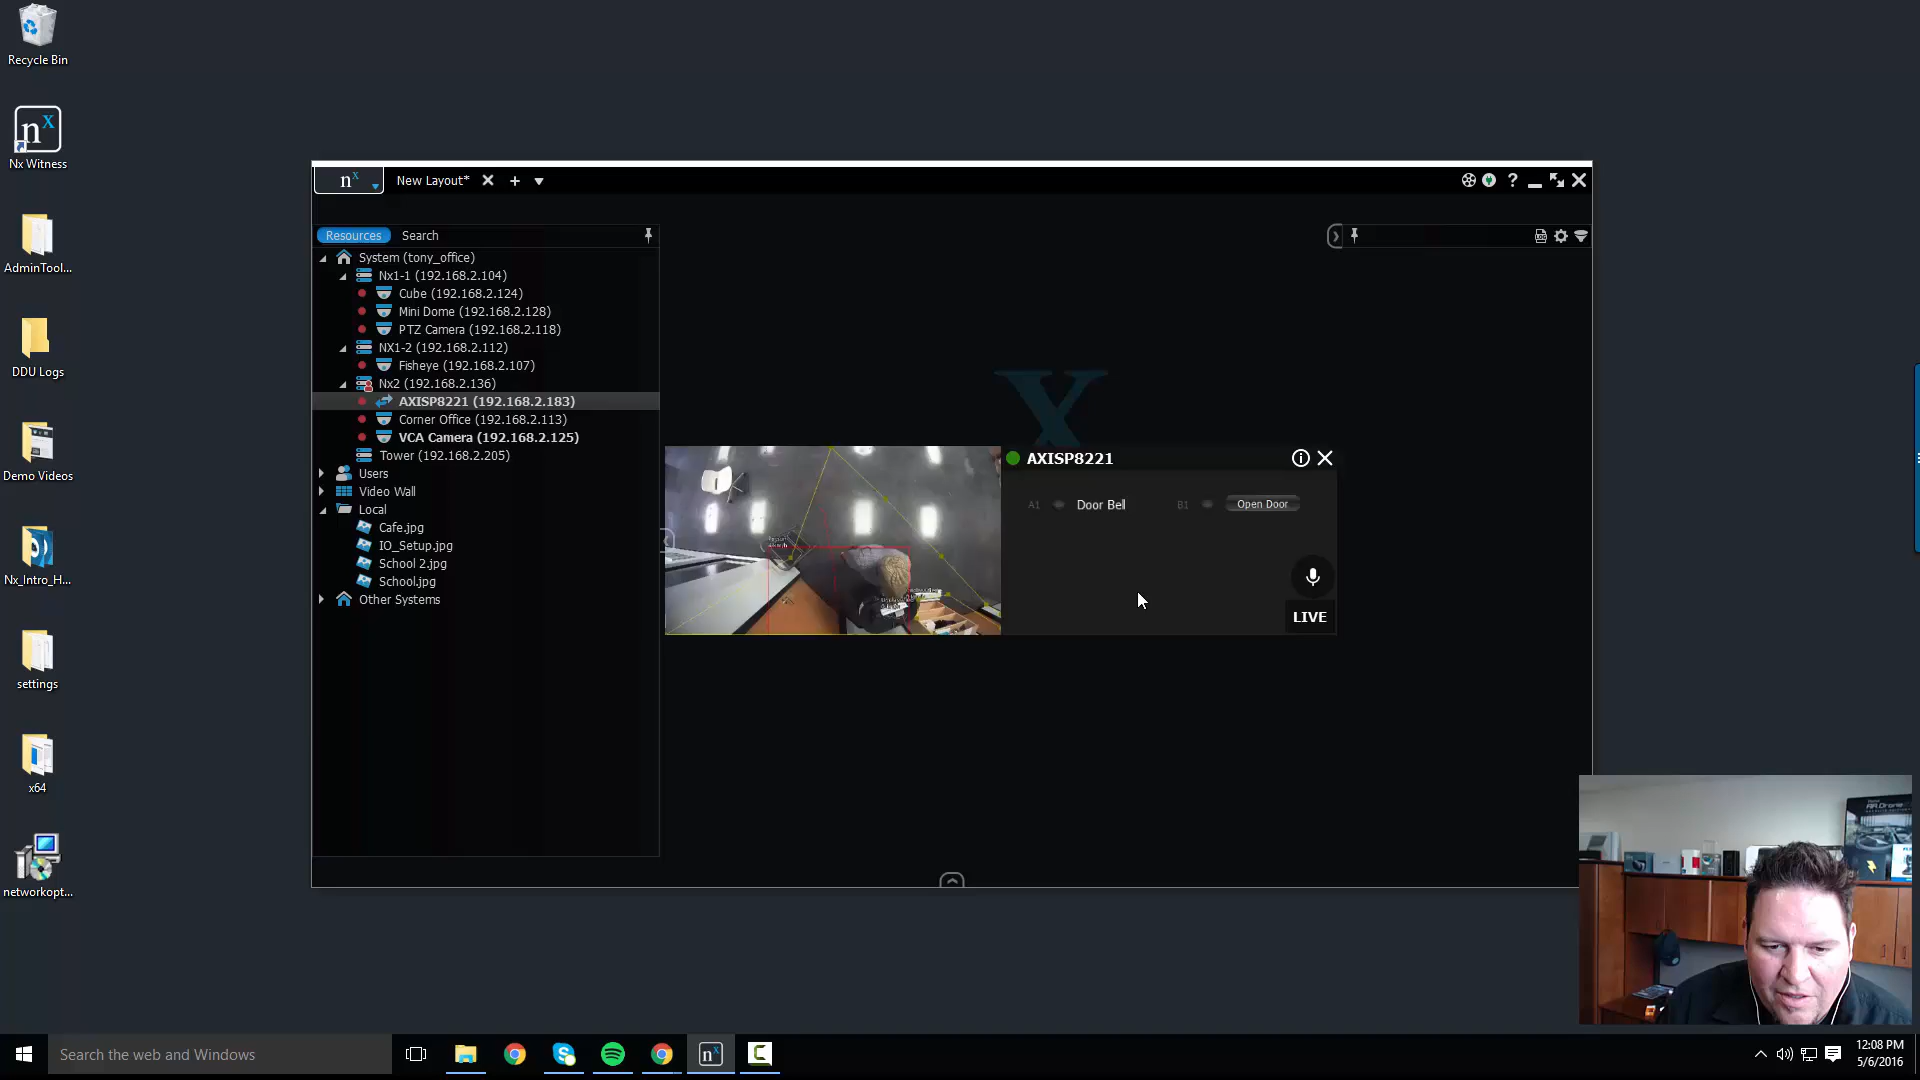 Recycle Bin
nx
Nx Witness
AdminTool...
DDU Logs
Demo Videos
Nx_Intro_H...
settings
x64
networkopt...
nx
New Layout*
?
Resources
Search
System (tony_office)
Nx1-1 (192.168.2.104)
Cube (192.168.2.124)
Mini Dome (192.168.2.128)
PTZ Camera (192.168.2.118)
NX1-2 (192.168.2.112)
Fisheye (192.168.2.107)
Nx2 (192.168.2.136)
AXISP8221 (192.168.2.183)
Corner Office (192.168.2.113)
VCA Camera (192.168.2.125)
Tower (192.168.2.205)
Users
Video Wall
Local
Cafe.jpg
IO_Setup.jpg
School 2.jpg
School.jpg
Other Systems
X
AXISP8221
A1 Door Bell B1 Open Door
LIVE
AR.Drone
Search the web and Windows
nx
12:08 PM
5/6/2016